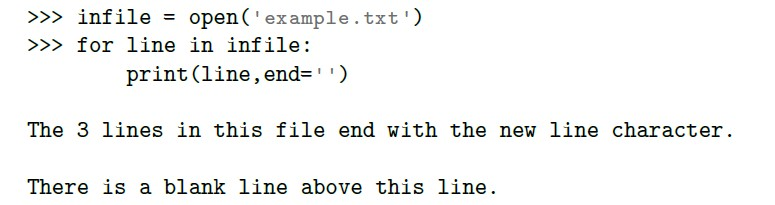 >>> infile = open('example.txt')
>>> for line in infile:
        print(line,end='')
The 3 lines in this file end with the new line character.
There is a blank line above this line.